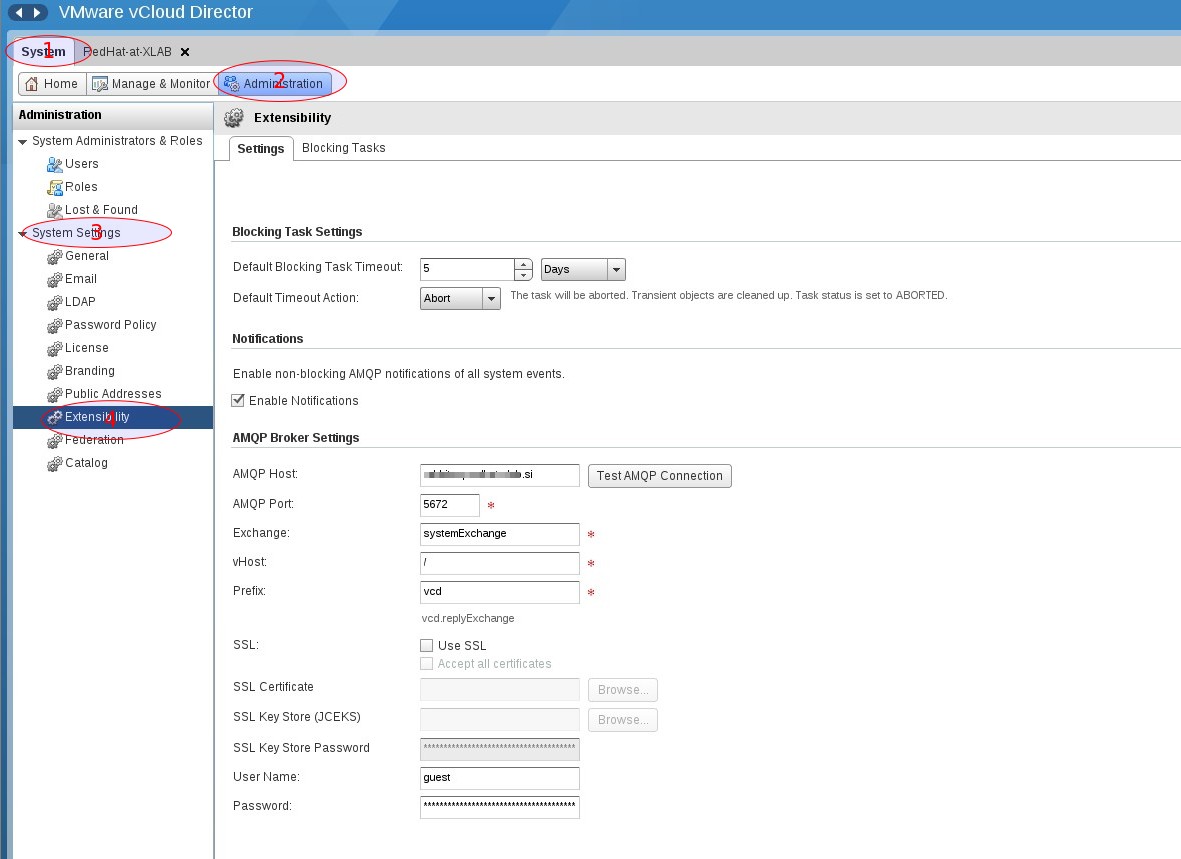 VMware vCloud Director
System 1 RedHat-at-XLAB
Home Manage & Monitor Administration 2
Administration
System Administrators & Roles
Users
Roles
Lost & Found
System Settings 3
General
Email
LDAP
Password Policy
License
Branding
Public Addresses
Extensibility 4
Federation
Catalog
Extensibility
Settings Blocking Tasks
Blocking Task Settings
Default Blocking Task Timeout: 5 Days
Default Timeout Action: Abort The task will be aborted. Transient objects are cleaned up. Task status is set to ABORTED.
Notifications
Enable non-blocking AMQP notifications of all system events.
Enable Notifications
AMQP Broker Settings
AMQP Host: .si Test AMQP Connection
AMQP Port: 5672 *
Exchange: systemExchange *
vHost: / *
Prefix: vcd *
vcd.replyExchange
SSL: Use SSL
Accept all certificates
SSL Certificate Browse...
SSL Key Store (JCEKS) Browse...
SSL Key Store Password **************************************
User Name: guest
Password: **************************************